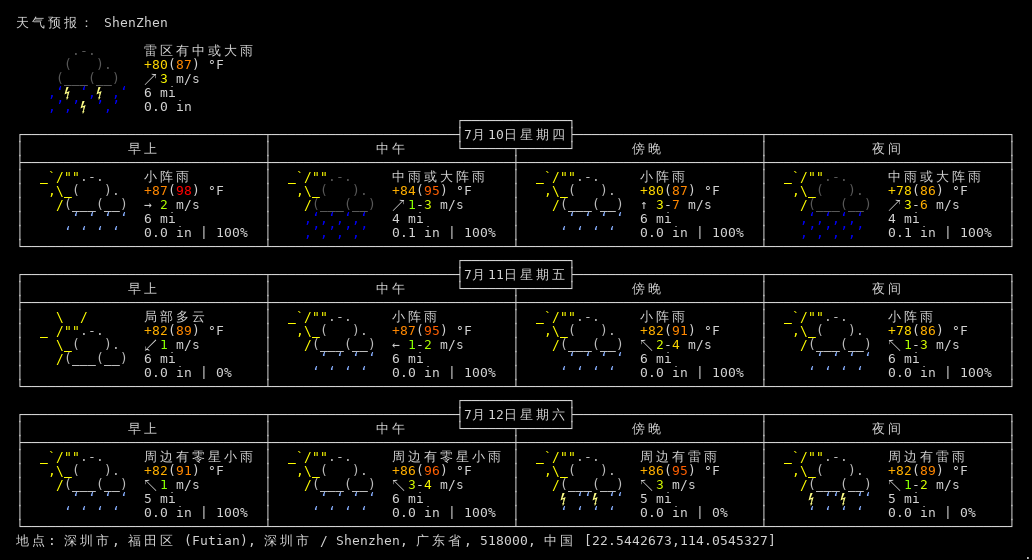 天气预报： ShenZhen
雷区有中或大雨
+80(87) °F
↗3 m/s
6 mi
0.0 in
7月10日星期四
早上 中午 傍晚 夜间
小阵雨 中雨或大阵雨 小阵雨 中雨或大阵雨
+87(98) °F +84(95) °F +80(87) °F +78(86) °F
→ 2 m/s ↗1-3 m/s ↑ 3-7 m/s ↗3-6 m/s
6 mi 4 mi 6 mi 4 mi
0.0 in | 100% 0.1 in | 100% 0.0 in | 100% 0.1 in | 100%
7月11日星期五
早上 中午 傍晚 夜间
局部多云 小阵雨 小阵雨 小阵雨
+82(89) °F +87(95) °F +82(91) °F +78(86) °F
↙1 m/s ← 1-2 m/s ↖2-4 m/s ↖1-3 m/s
6 mi 6 mi 6 mi 6 mi
0.0 in | 0% 0.0 in | 100% 0.0 in | 100% 0.0 in | 100%
7月12日星期六
早上 中午 傍晚 夜间
周边有零星小雨 周边有零星小雨 周边有雷雨 周边有雷雨
+82(91) °F +86(96) °F +86(95) °F +82(89) °F
↖1 m/s ↖3-4 m/s ↖3 m/s ↖1-2 m/s
5 mi 6 mi 5 mi 5 mi
0.0 in | 100% 0.0 in | 100% 0.0 in | 0% 0.0 in | 0%
地点: 深圳市, 福田区 (Futian), 深圳市 / Shenzhen, 广东省, 518000, 中国 [22.5442673,114.0545327]